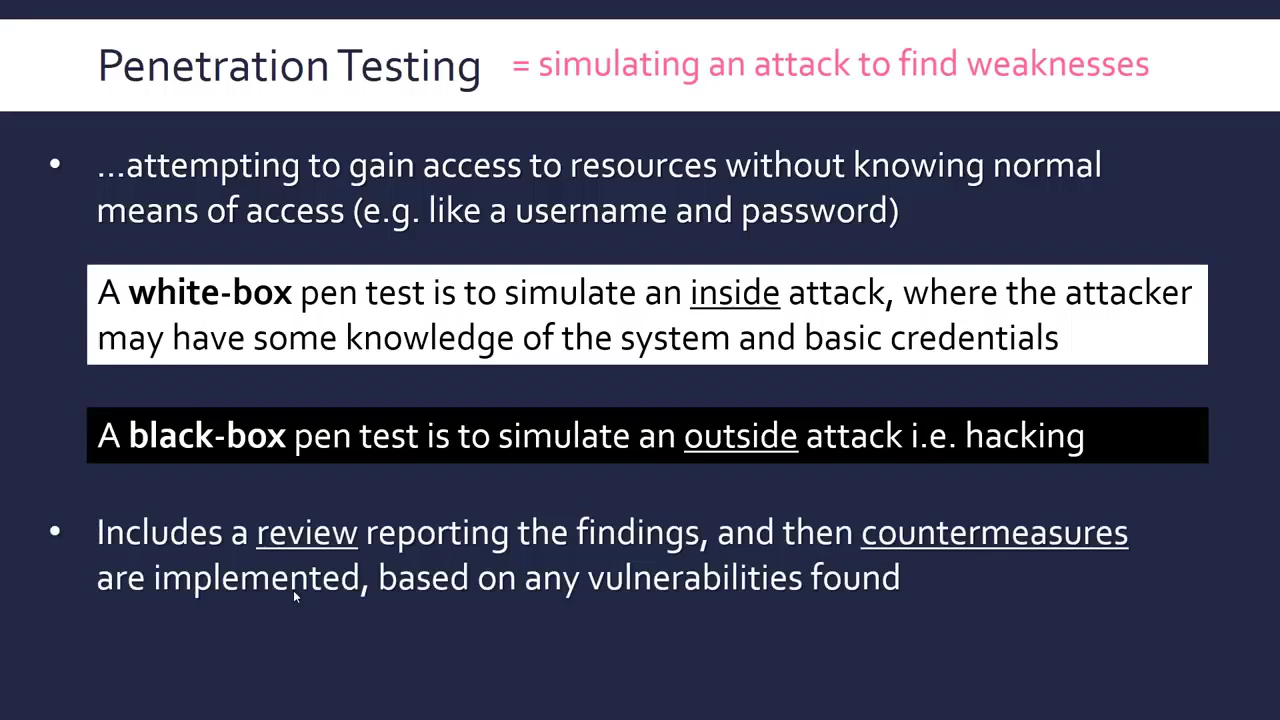 Penetration Testing = simulating an attack to find weaknesses
• ...attempting to gain access to resources without knowing normal
means of access (e.g. like a username and password)
A white-box pen test is to simulate an inside attack, where the attacker
may have some knowledge of the system and basic credentials
A black-box pen test is to simulate an outside attack i.e. hacking
• Includes a review reporting the findings, and then countermeasures
are implemented, based on any vulnerabilities found